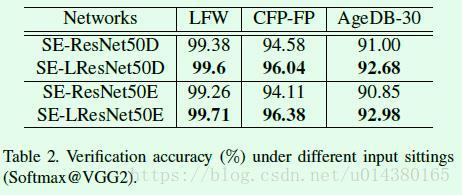 Networks LFW CFP-FP AgeDB-30
SE-ResNet50D 99.38 94.58 91.00
SE-LResNet50D 99.6 96.04 92.68
SE-ResNet50E 99.26 94.11 90.85
SE-LResNet50E 99.71 96.38 92.98
Table 2. Verification accuracy (%) under different input sittings
(Softmax@VGG2).
https://blog.csdn.net/u014380165